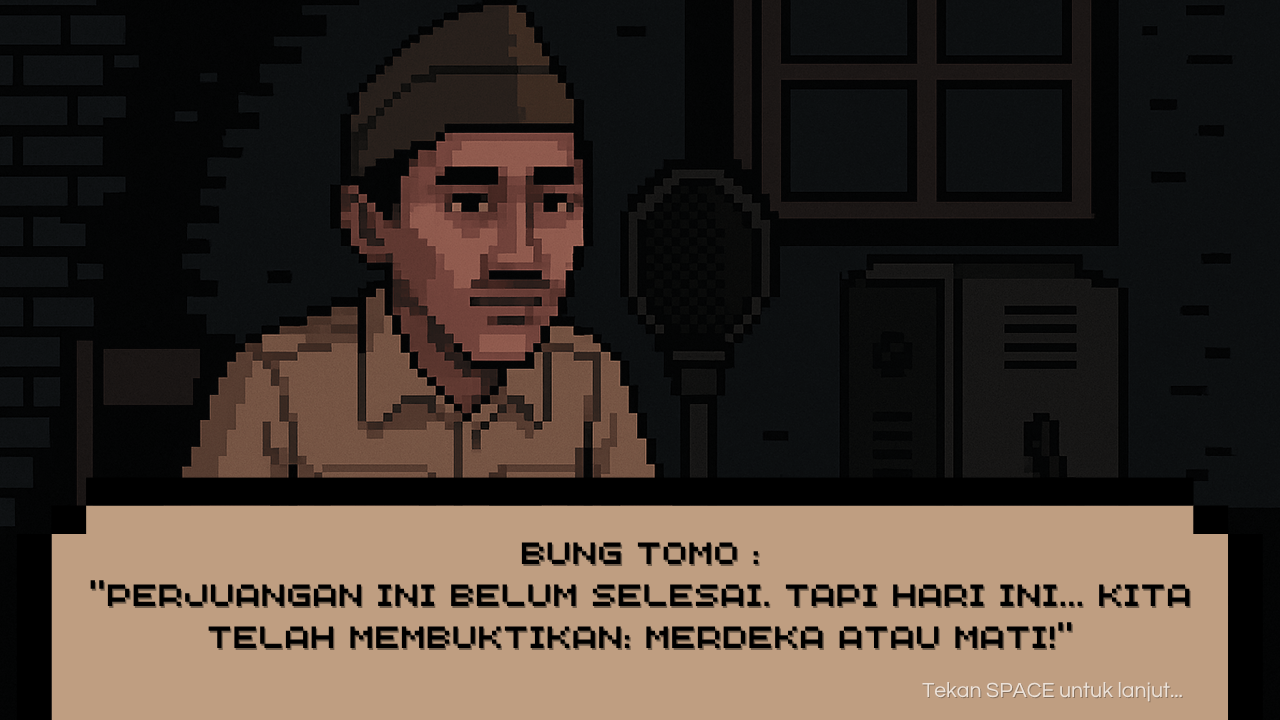 BUNG TOMO :
"PERJUANGAN INI BELUM SELESAI. TAPI HARI INI... KITA
TELAH MEMBUKTIKAN: MERDEKA ATAU MATI!"
Tekan SPACE untuk lanjut...